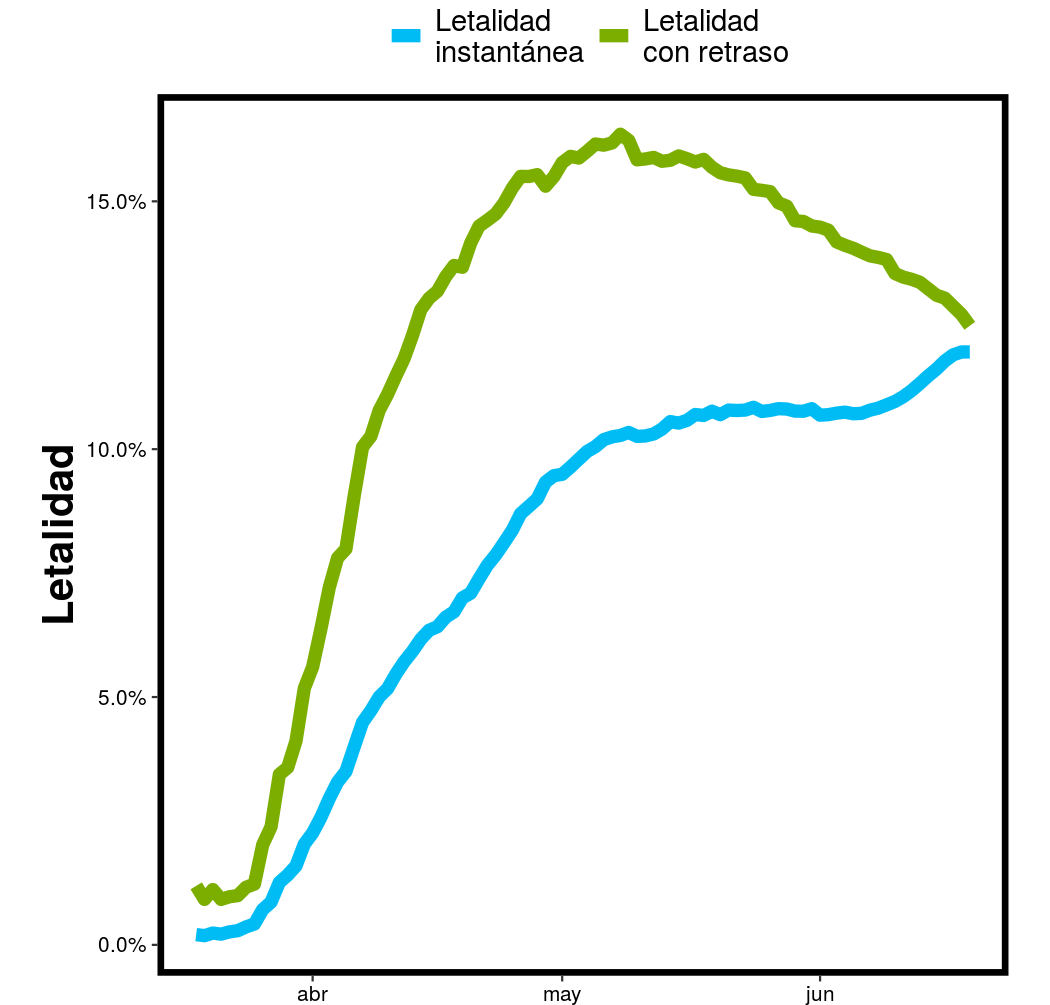 Letalidad
instantánea
Letalidad
con retraso
Letalidad
15.0%
10.0%
5.0%
0.0%
abr
may
jun